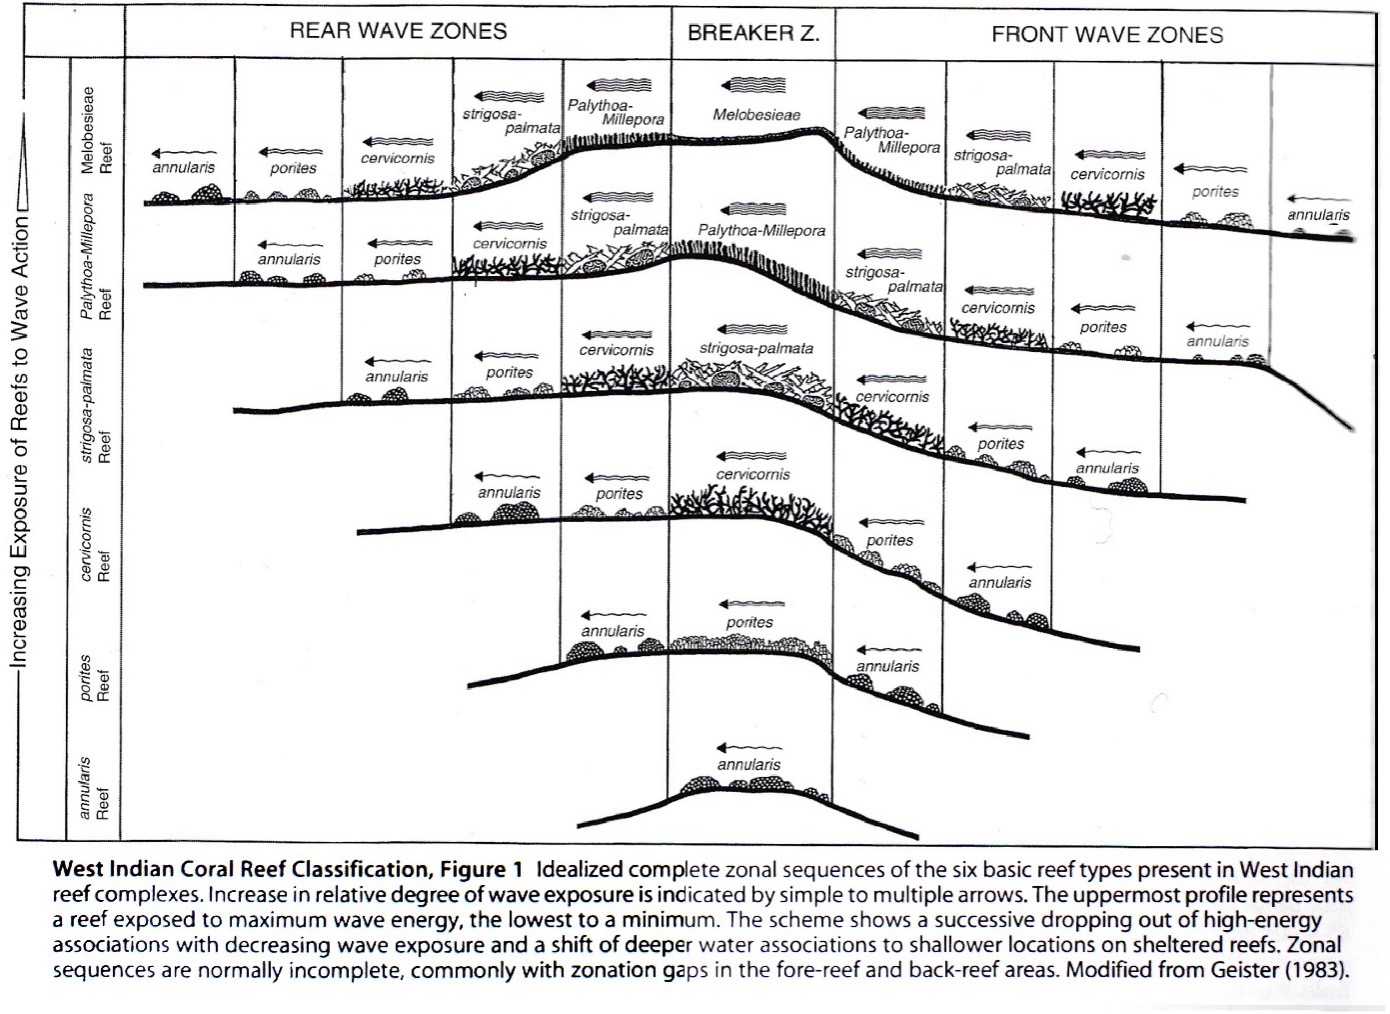 REAR WAVE ZONES BREAKER Z. FRONT WAVE ZONES
Increasing Exposure of Reefs to Wave Action
Melobesieae
Reef
annularis
porites
cervicornis
strigosa-
palmata
Palythoa-
Millepora
Melobesieae
Palythoa-
Millepora
strigosa-
palmata
cervicornis
porites
annularis
Palythoa-Millepora
Reef
annularis
porites
cervicornis
strigosa-
palmata
Palythoa-Millepora
strigosa-
palmata
cervicornis
porites
annularis
strigosa-palmata
Reef
annularis
porites
cervicornis
strigosa-palmata
cervicornis
porites
annularis
cervicornis
Reef
annularis
porites
cervicornis
porites
annularis
porites
Reef
annularis
porites
annularis
annularis
Reef
annularis
West Indian Coral Reef Classification, Figure 1 Idealized complete zonal sequences of the six basic reef types present in West Indian
reef complexes. Increase in relative degree of wave exposure is indicated by simple to multiple arrows. The uppermost profile represents
a reef exposed to maximum wave energy, the lowest to a minimum. The scheme shows a successive dropping out of high-energy
associations with decreasing wave exposure and a shift of deeper water associations to shallower locations on sheltered reefs. Zonal
sequences are normally incomplete, commonly with zonation gaps in the fore-reef and back-reef areas. Modified from Geister (1983).